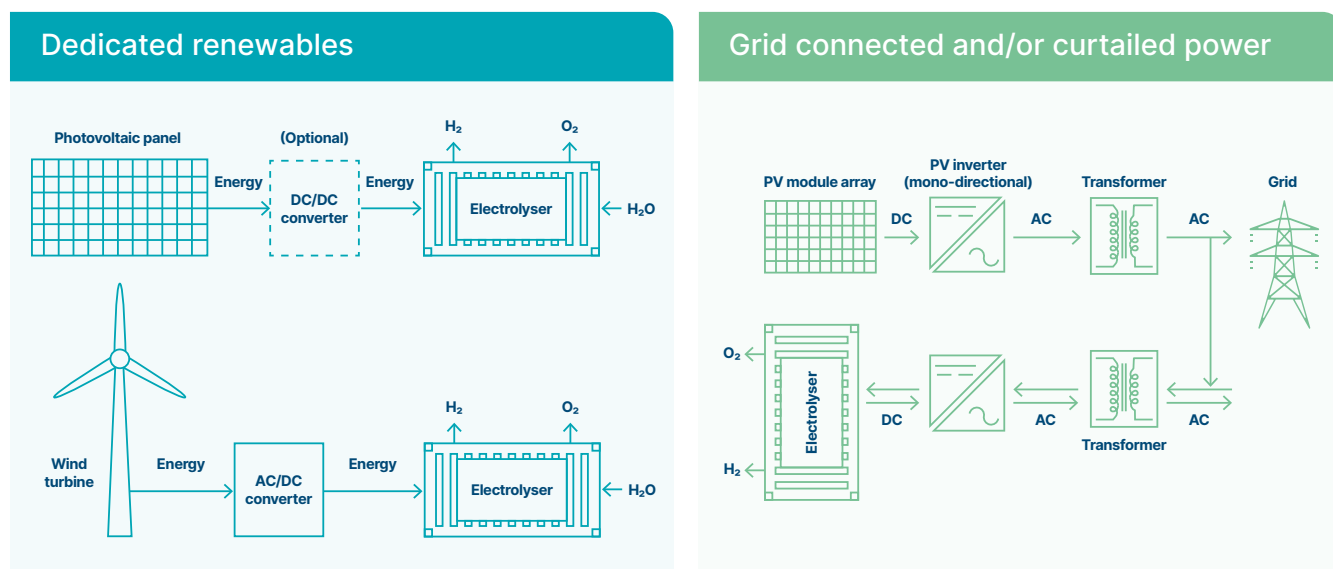 Dedicated renewables
Photovoltaic panel
(Optional)
H₂
O₂
Energy
DC/DC
converter
Energy
Electrolyser
H₂O
H₂
O₂
Wind
turbine
Energy
AC/DC
converter
Energy
Electrolyser
H₂O
Grid connected and/or curtailed power
PV module array
PV inverter
(mono-directional)
Transformer
Grid
DC
AC
AC
O₂
Electrolyser
H₂
DC
AC
AC
Transformer